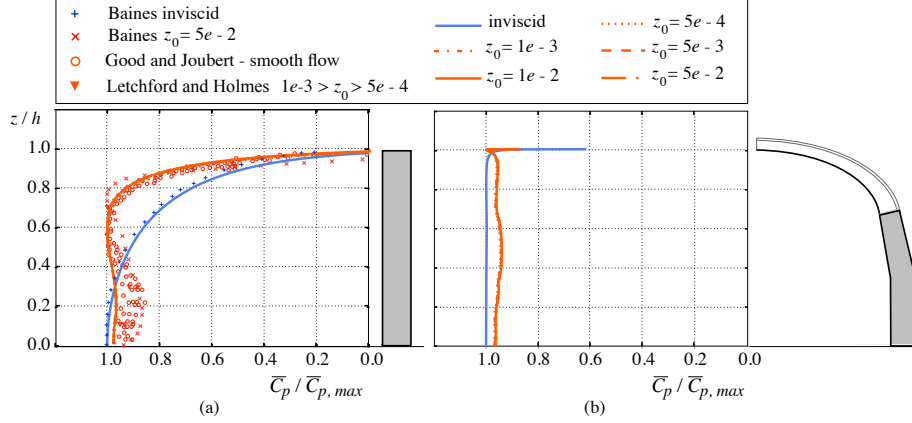 Baines inviscid
Baines z₀= 5e - 2
Good and Joubert - smooth flow
Letchford and Holmes 1e-3 > z₀ > 5e - 4
inviscid
z₀= 1e - 3
z₀= 1e - 2
z₀= 5e - 4
z₀= 5e - 3
z₀= 5e - 2
z / h
1.0
0.8
0.6
0.4
0.2
0.0
1.0 0.8 0.6 0.4 0.2 0.0
C̅p / C̅p, max
(a)
1.0 0.8 0.6 0.4 0.2 0.0
C̅p / C̅p, max
(b)